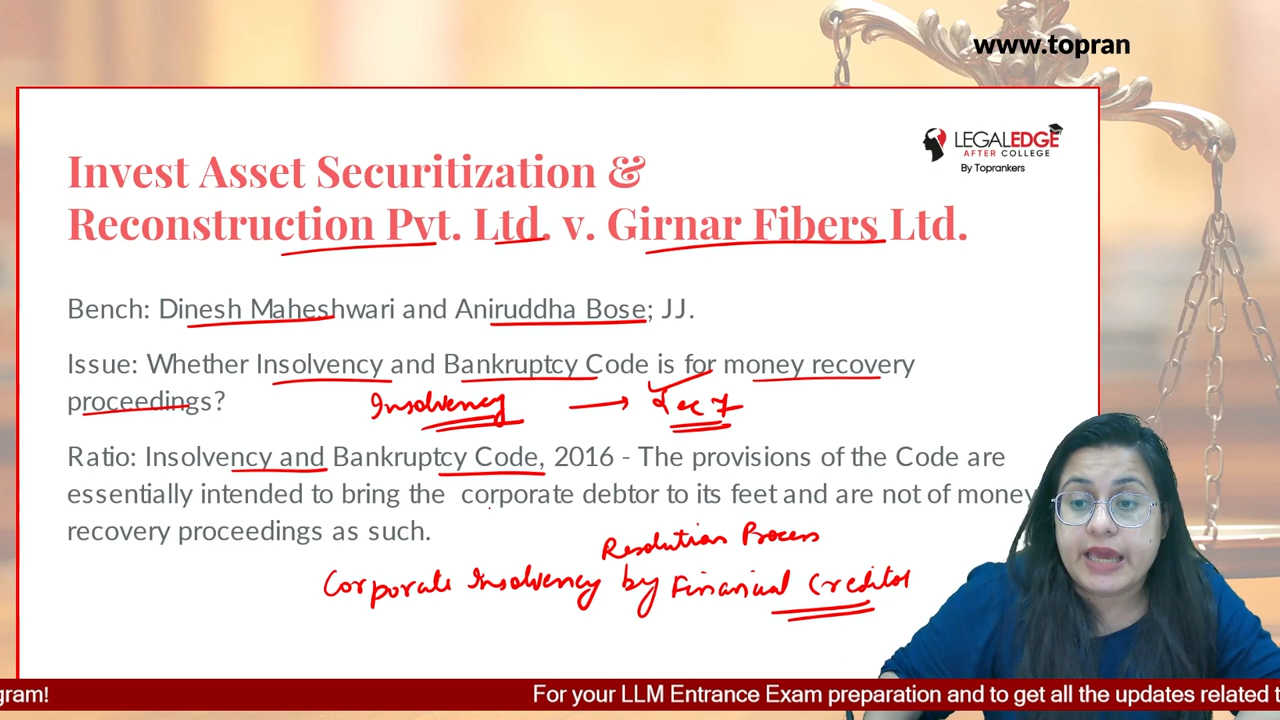 www.topran
LEGALEDGE
AFTER COLLEGE
By Toprankers
Invest Asset Securitization &
Reconstruction Pvt. Ltd. v. Girnar Fibers Ltd.
Bench: Dinesh Maheshwari and Aniruddha Bose; JJ.
Issue: Whether Insolvency and Bankruptcy Code is for money recovery
proceedings?
Insolvency → Sec 7
Ratio: Insolvency and Bankruptcy Code, 2016 - The provisions of the Code are
essentially intended to bring the corporate debtor to its feet and are not of money
recovery proceedings as such.
Resolution Process
Corporate Insolvency by Financial Creditor
gram! For your LLM Entrance Exam preparation and to get all the updates related t